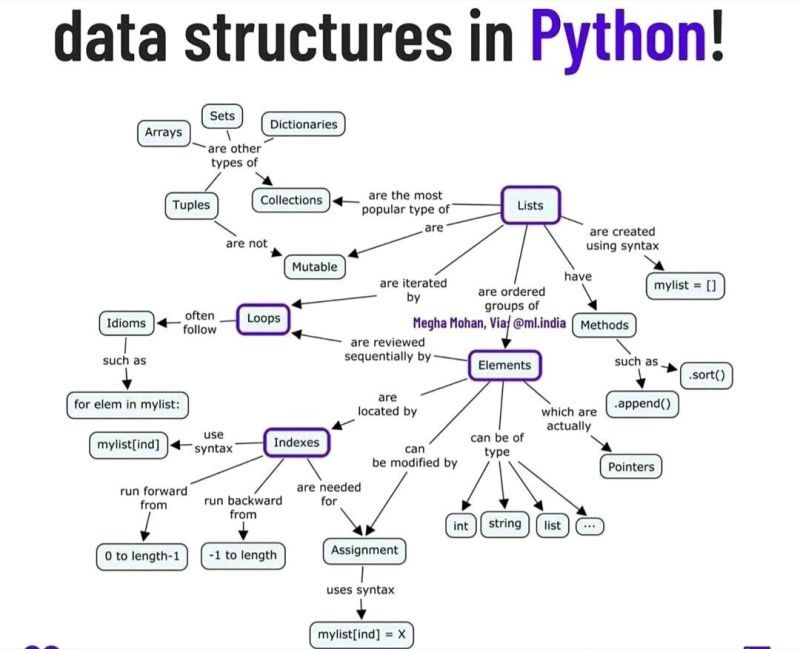 data structures in Python!
Sets
Arrays
Dictionaries
are other
types of
Tuples
Collections
are the most
popular type of
Lists
are
are created
using syntax
are not
Mutable
mylist = []
are iterated
by
are ordered
groups of
have
Idioms
often
follow
Loops
Megha Mohan, Via: @ml.india
Methods
are reviewed
sequentially by
such as
Elements
such as
.sort()
for elem in mylist:
are
located by
which are
actually
.append()
mylist[ind]
use
syntax
Indexes
can
be modified by
can be of
type
Pointers
run forward
from
run backward
from
are needed
for
int
string
list
...
0 to length-1
-1 to length
Assignment
uses syntax
mylist[ind] = X